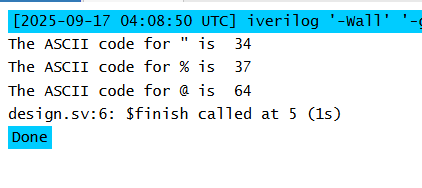 [2025-09-17 04:08:50 UTC] iverilog '-Wall' '-g
The ASCII code for " is  34
The ASCII code for % is  37
The ASCII code for @ is  64
design.sv:6: $finish called at 5 (1s)
Done